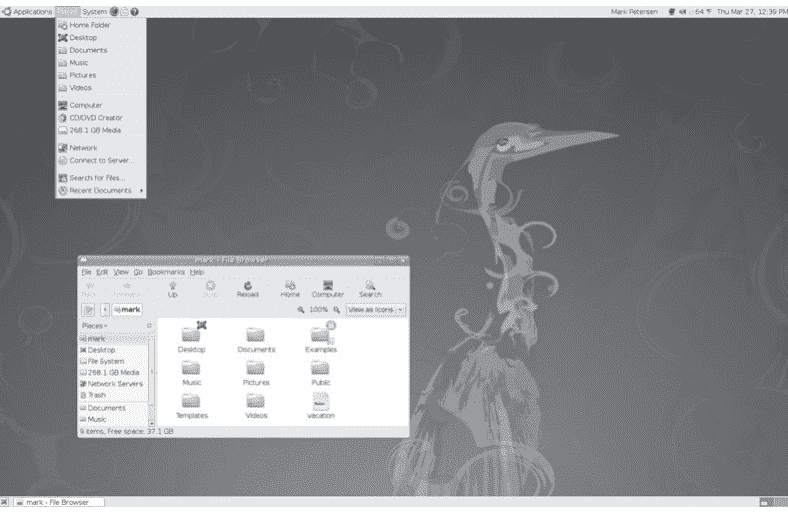 Applications System
Mark Petersen 64 °F Thu Mar 27, 12:39 PM
Home Folder
Desktop
Documents
Music
Pictures
Videos
Computer
CD/DVD Creator
268.1 GB Media
Network
Connect to Server...
Search for Files...
Recent Documents
mark - File Browser
File Edit View Go Bookmarks Help
Up Reload Home Computer Search
mark 100% View as Icons
Places
mark
Desktop
File System
268.1 GB Media
Network Servers
Trash
Documents
Music
Desktop Documents Examples
Music Pictures Public
Templates Videos vacation
9 items, Free space: 37.1 GB
mark - File Browser